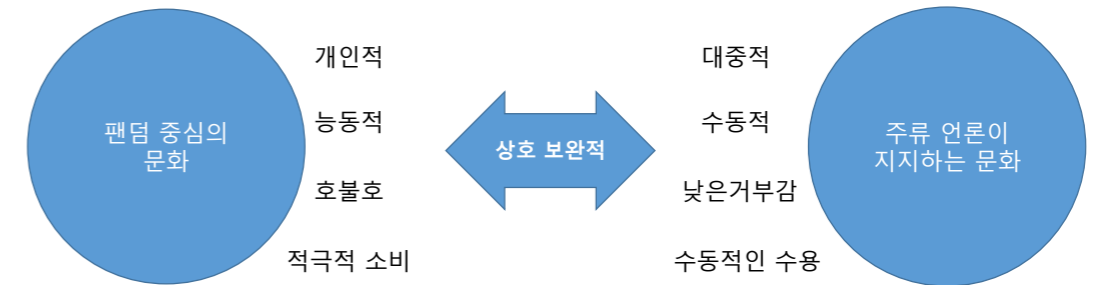 팬덤 중심의
문화
개인적
능동적
호불호
적극적 소비
상호 보완적
대중적
수동적
낮은거부감
수동적인 수용
주류 언론이
지지하는 문화